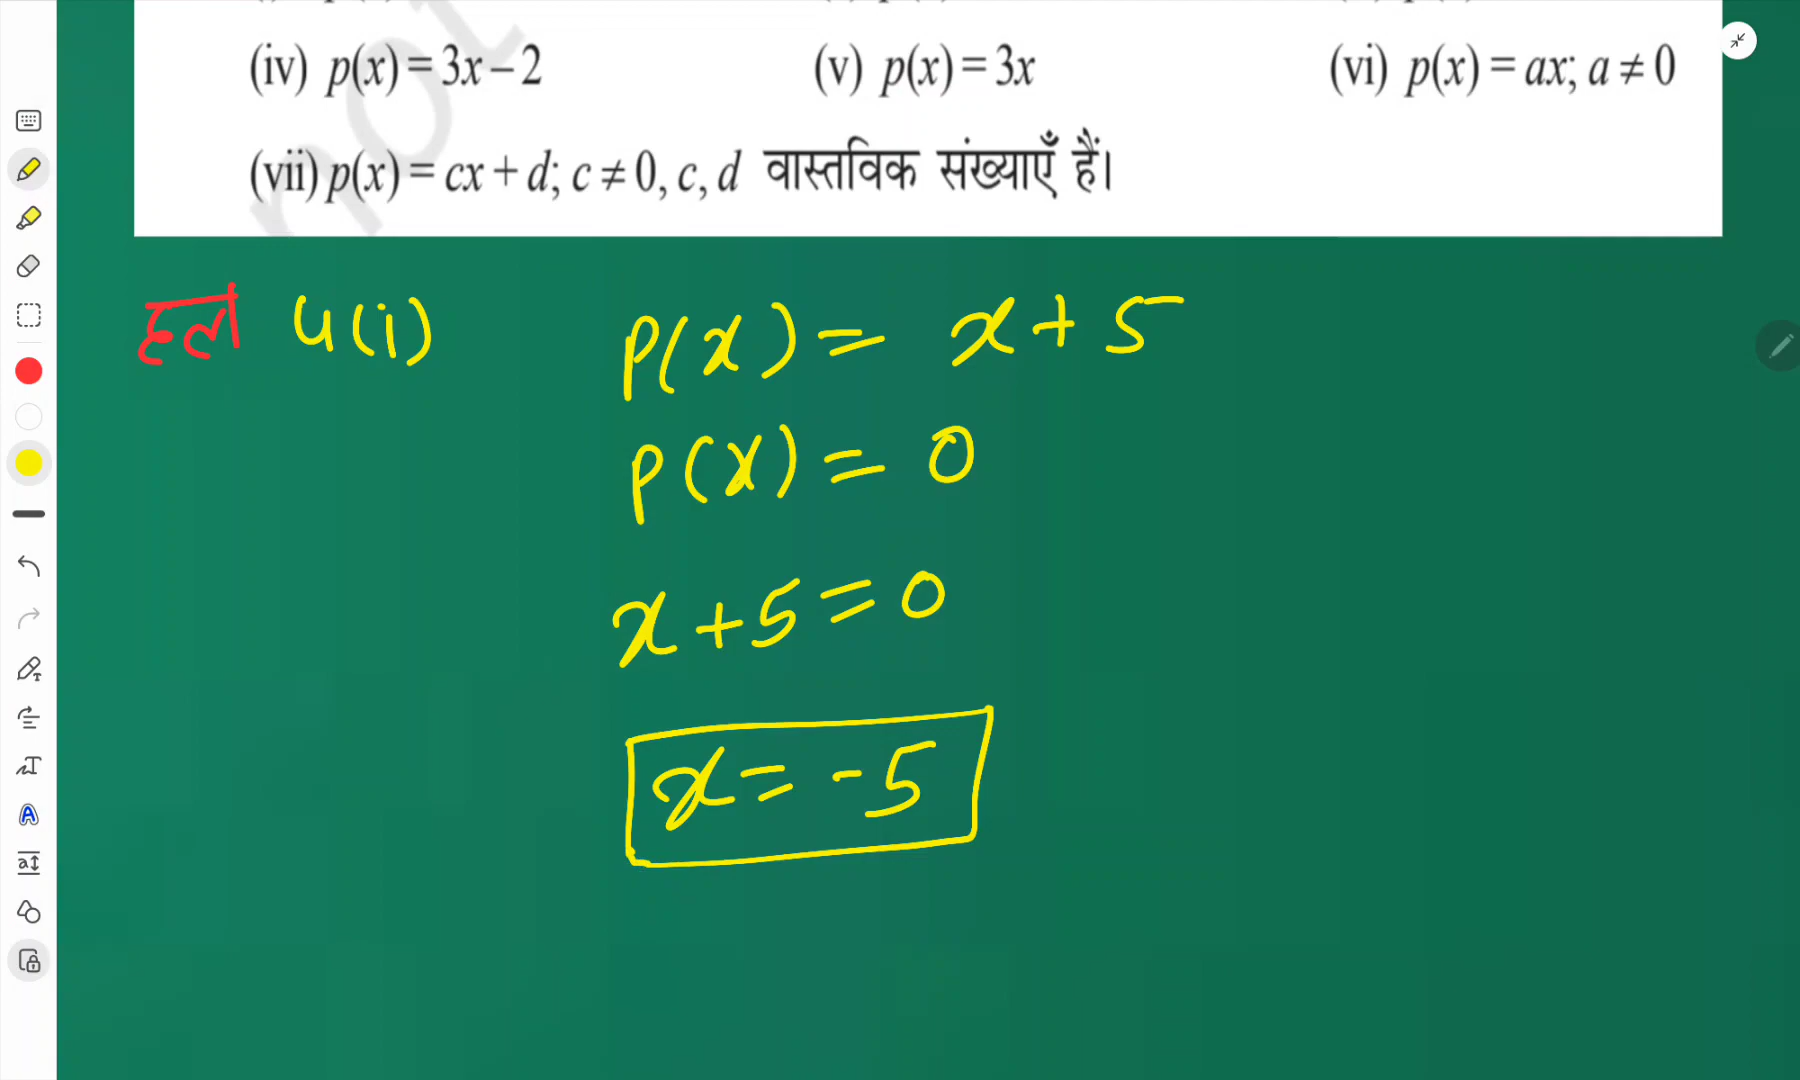 (iv) p(x) = 3x – 2 (v) p(x) = 3x (vi) p(x) = ax; a ≠ 0
(vii) p(x) = cx + d; c ≠ 0, c, d वास्तविक संख्याएँ हैं।
हल 4(i) p(x) = x + 5
p(x) = 0
x + 5 = 0
x = -5